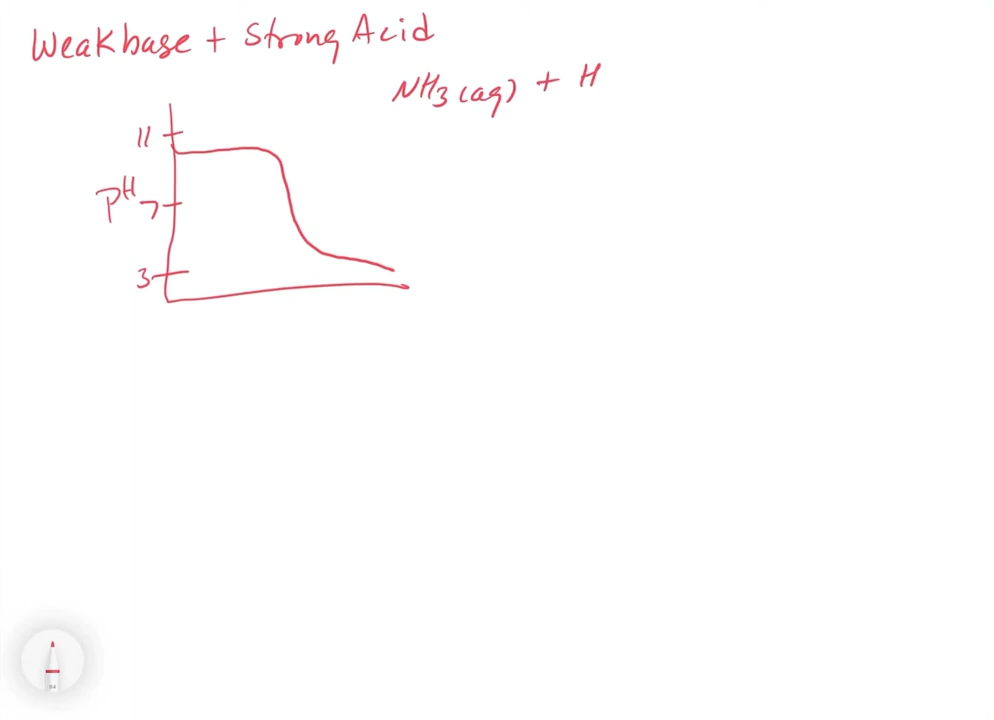 Weak base + Strong Acid
NH3 (aq) + H
11
PH
7
3